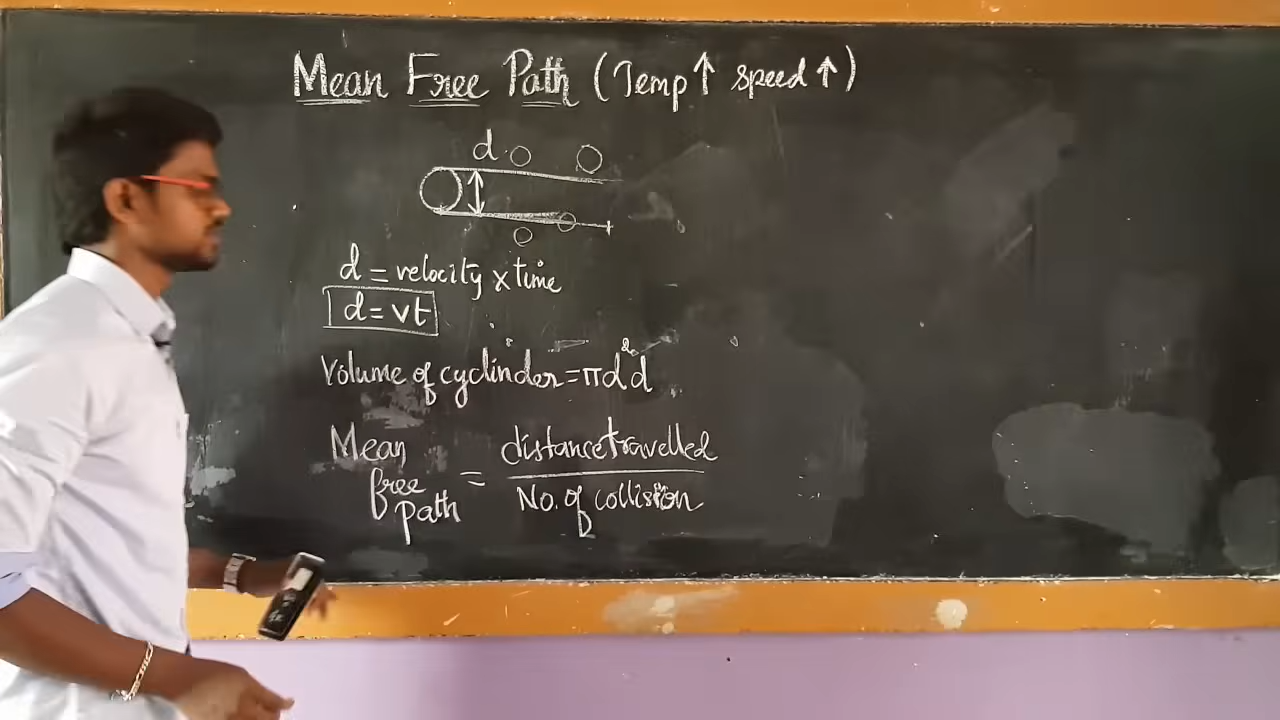 Mean Free Path (Temp ↑ speed ↑)
d
d = velocity x time
d = vt
Volume of cyclinder = πd²d
Mean free path = distance travelled / No. of collision